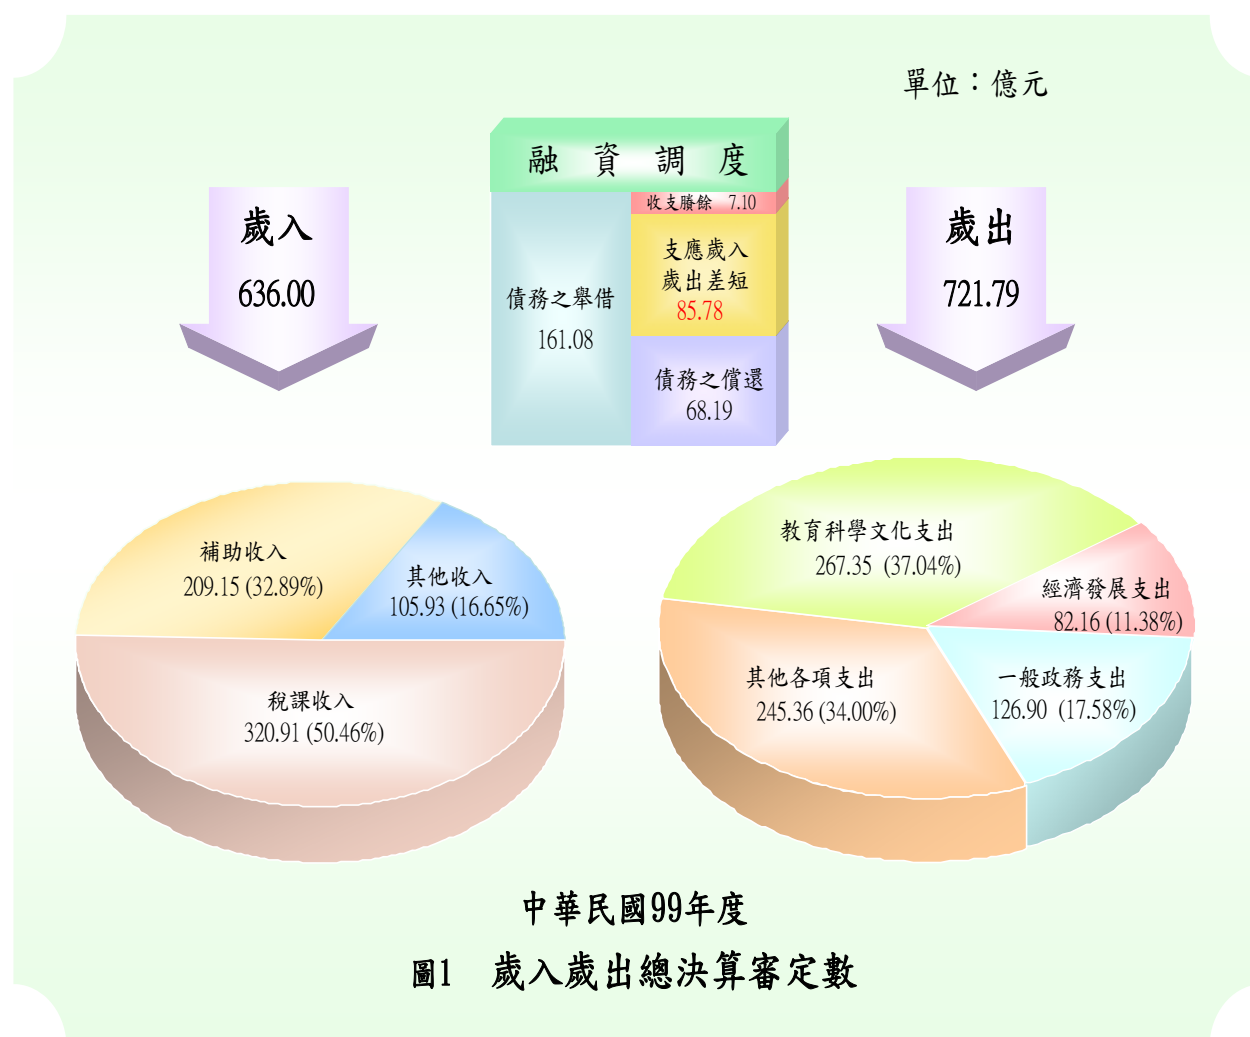 單位：億元
融資調度
歲入
636.00
債務之舉借
161.08
收支賸餘 7.10
支應歲入
歲出差短
85.78
債務之償還
68.19
歲出
721.79
補助收入
209.15 (32.89%)
其他收入
105.93 (16.65%)
稅課收入
320.91 (50.46%)
教育科學文化支出
267.35 (37.04%)
經濟發展支出
82.16 (11.38%)
其他各項支出
245.36 (34.00%)
一般政務支出
126.90 (17.58%)
中華民國99年度
圖1 歲入歲出總決算審定數